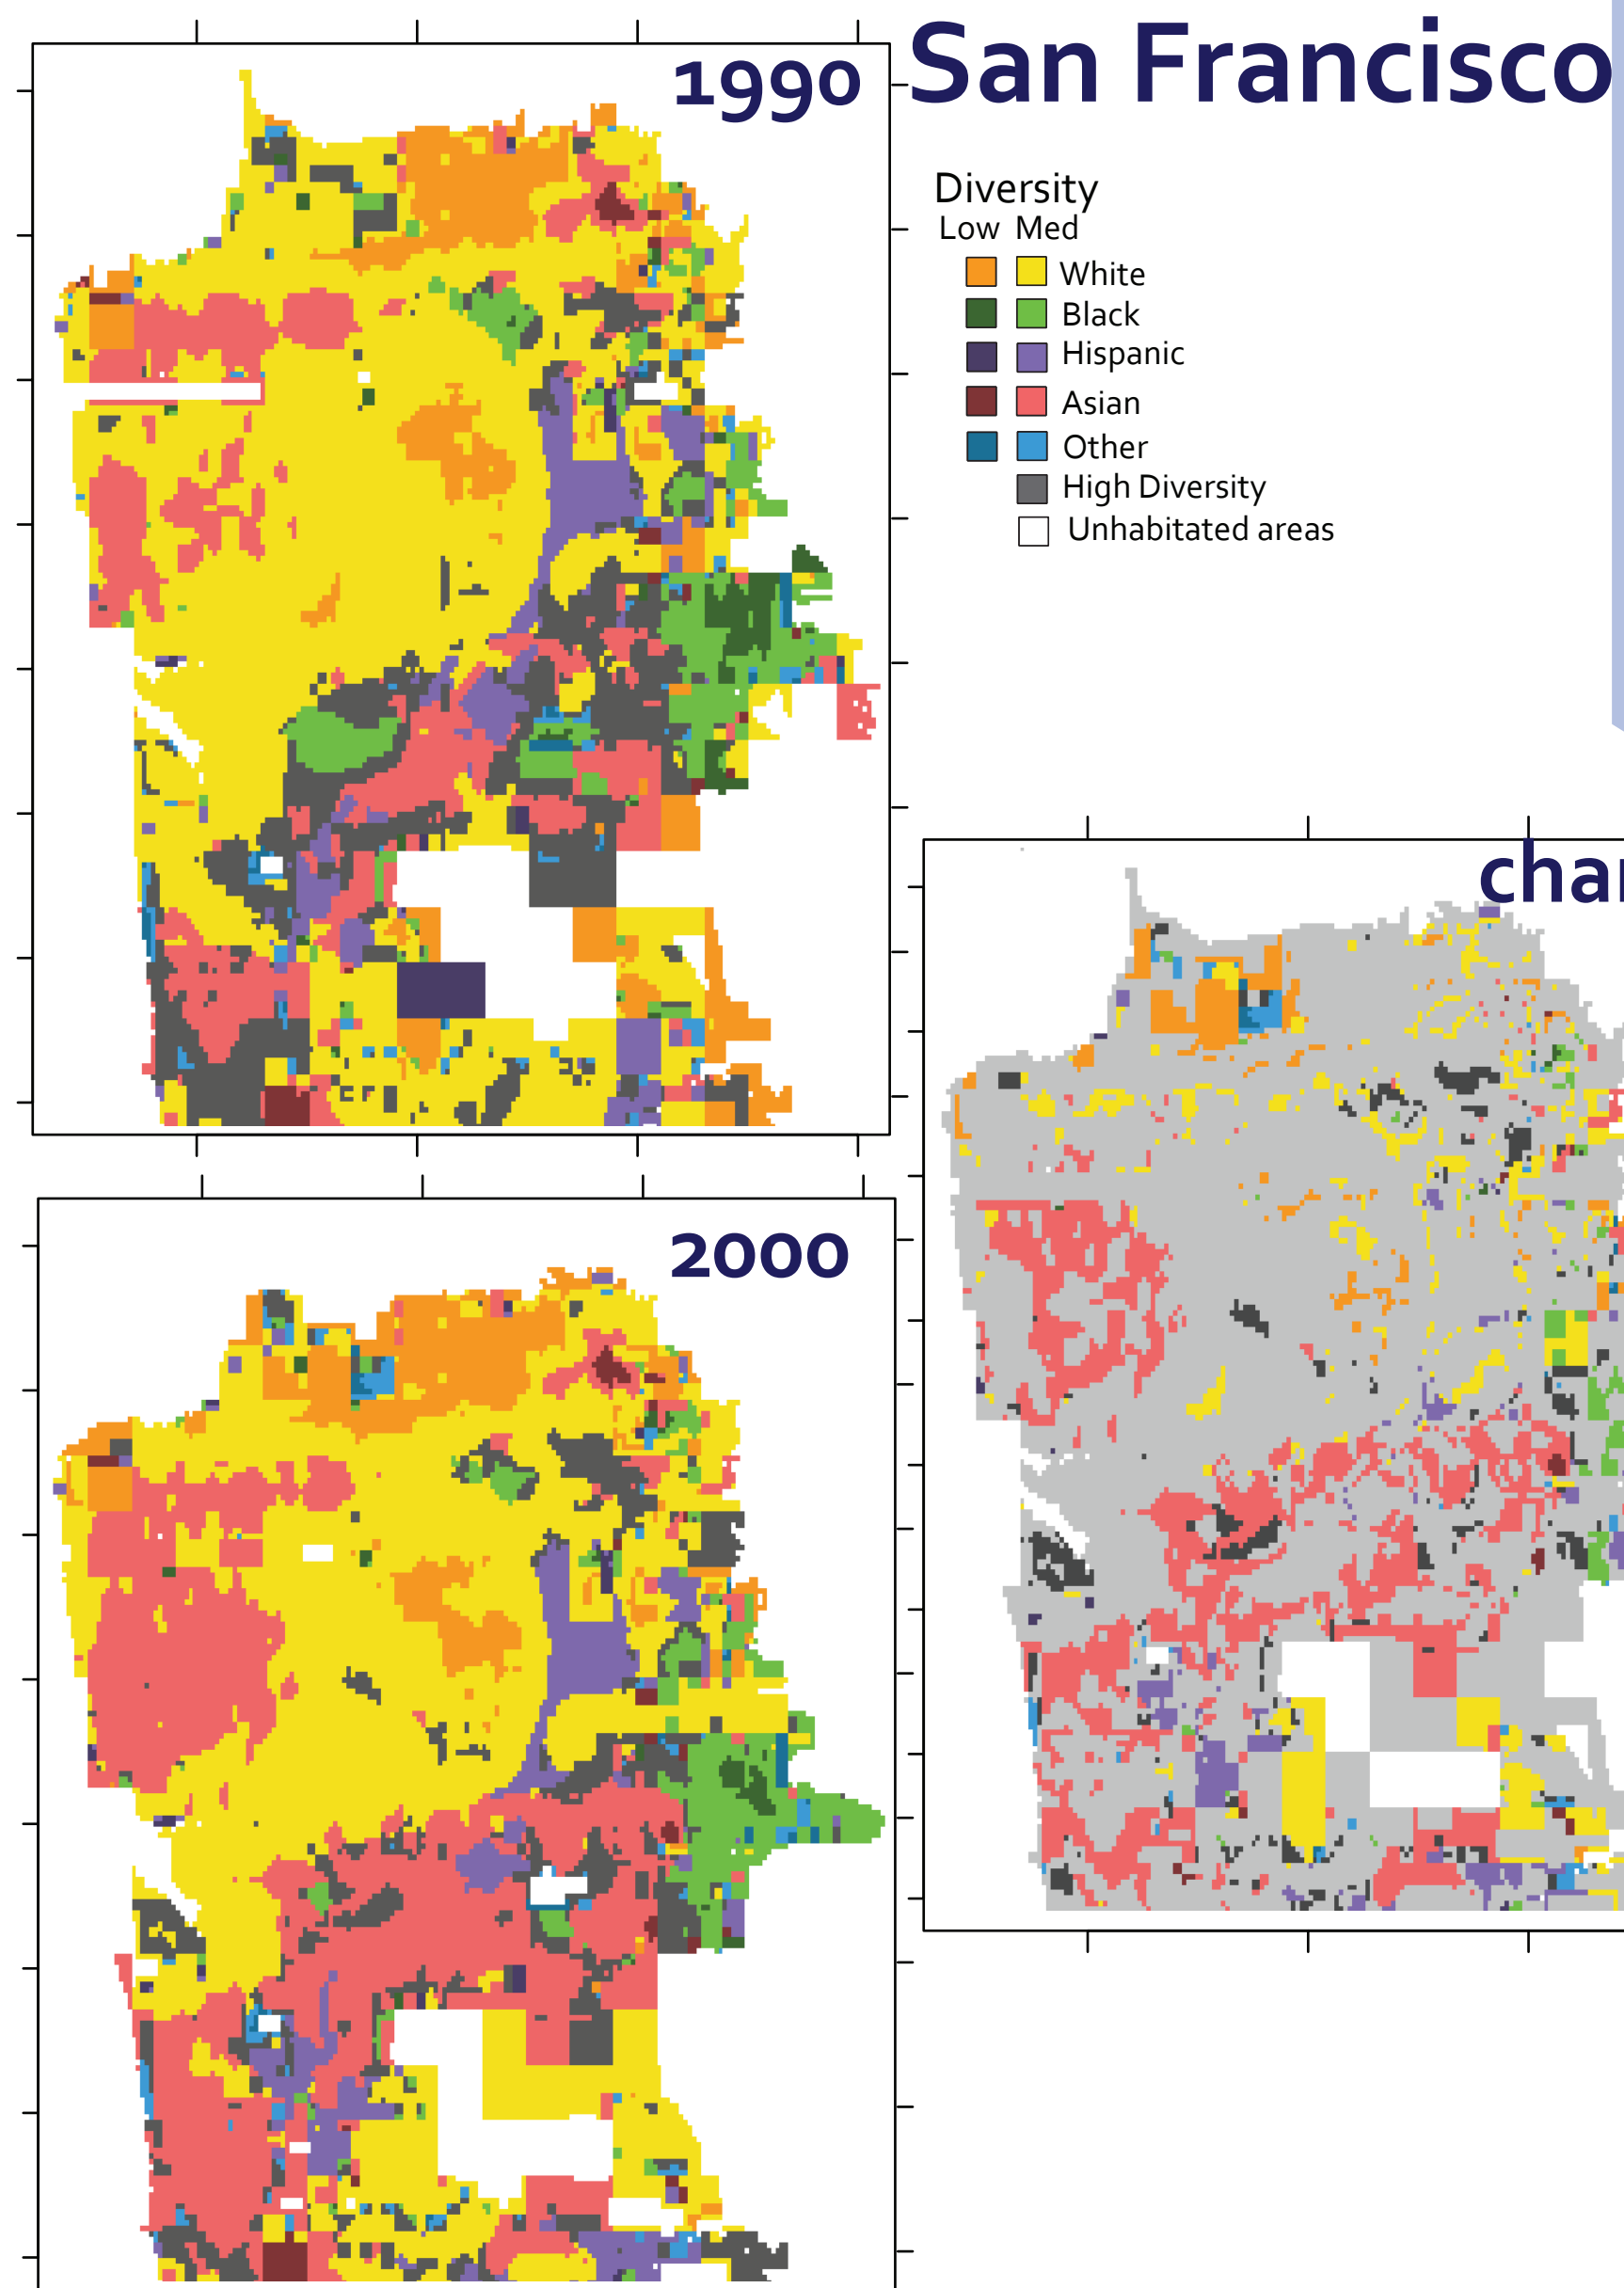 1990
San Francisco
Diversity
Low Med
White
Black
Hispanic
Asian
Other
High Diversity
Unhabitated areas
2000